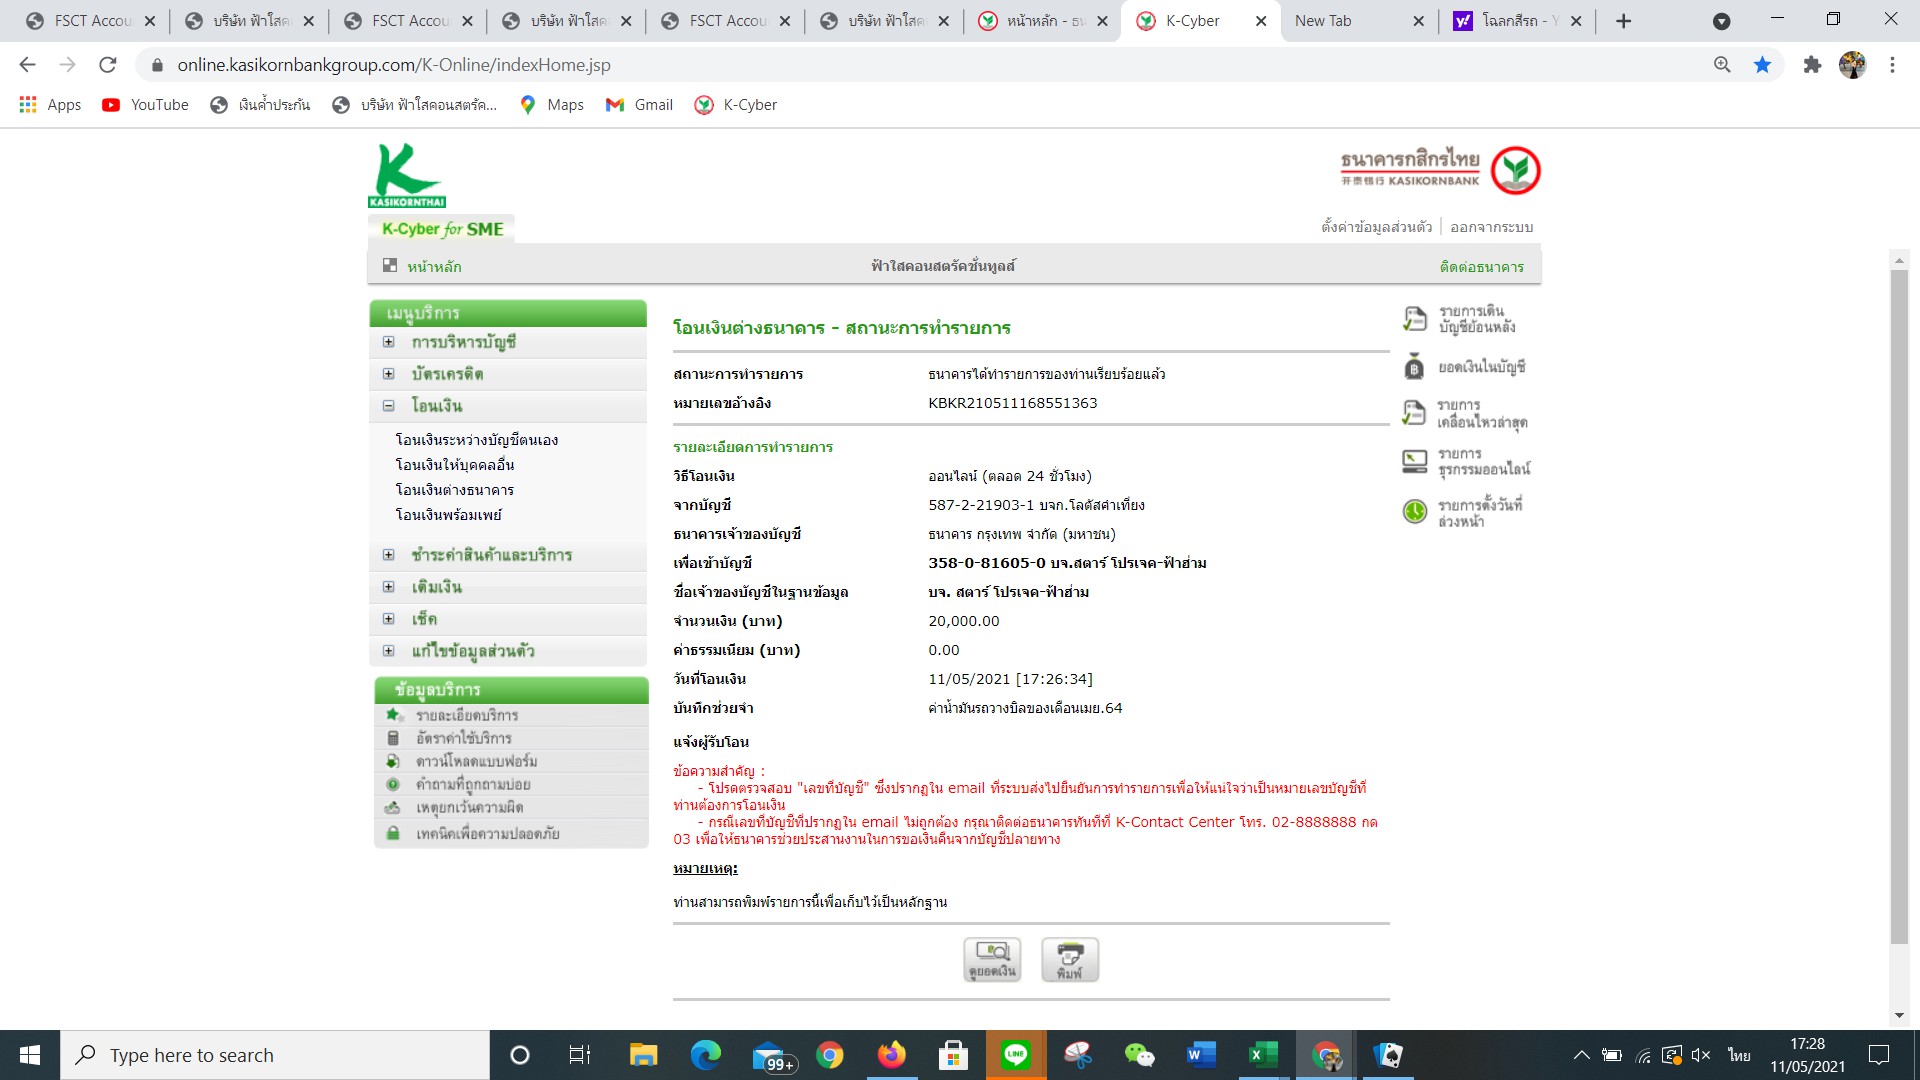 FSCT Accou
บริษัท ฟ้าใสค
FSCT Accou
บริษัท ฟ้าใสค
FSCT Accou
บริษัท ฟ้าใสค
หน้าหลัก - ธน
K-Cyber
New Tab
โฉลกสีรถ - Y
online.kasikornbankgroup.com/K-Online/indexHome.jsp
Apps
YouTube
เงินค้ำประกัน
บริษัท ฟ้าใสคอนสตรัค...
Maps
Gmail
K-Cyber
K
KASIKORNTHAI
ธนาคารกสิกรไทย
开泰银行 KASIKORNBANK
K-Cyber for SME
ตั้งค่าข้อมูลส่วนตัว
ออกจากระบบ
หน้าหลัก
ฟ้าใสคอนสตรัคชั่นทูลส์
ติดต่อธนาคาร
เมนูบริการ
การบริหารบัญชี
บัตรเครดิต
โอนเงิน
โอนเงินระหว่างบัญชีตนเอง
โอนเงินให้บุคคลอื่น
โอนเงินต่างธนาคาร
โอนเงินพร้อมเพย์
ชำระค่าสินค้าและบริการ
เติมเงิน
เช็ค
แก้ไขข้อมูลส่วนตัว
ข้อมูลบริการ
รายละเอียดบริการ
อัตราค่าใช้บริการ
ดาวน์โหลดแบบฟอร์ม
คำถามที่ถูกถามบ่อย
เหตุยกเว้นความผิด
เทคนิคเพื่อความปลอดภัย
โอนเงินต่างธนาคาร - สถานะการทำรายการ
สถานะการทำรายการ ธนาคารได้ทำรายการของท่านเรียบร้อยแล้ว
หมายเลขอ้างอิง KBKR210511168551363
รายละเอียดการทำรายการ
วิธีโอนเงิน ออนไลน์ (ตลอด 24 ชั่วโมง)
จากบัญชี 587-2-21903-1 บจก.โลตัสคำเที่ยง
ธนาคารเจ้าของบัญชี ธนาคาร กรุงเทพ จำกัด (มหาชน)
เพื่อเข้าบัญชี 358-0-81605-0 บจ.สตาร์ โปรเจค-ฟ้าฮ่าม
ชื่อเจ้าของบัญชีในฐานข้อมูล บจ. สตาร์ โปรเจค-ฟ้าฮ่าม
จำนวนเงิน (บาท) 20,000.00
ค่าธรรมเนียม (บาท) 0.00
วันที่โอนเงิน 11/05/2021 [17:26:34]
บันทึกช่วยจำ ค่าน้ำมันรถวางบิลของเดือนเมย.64
แจ้งผู้รับโอน
ข้อความสำคัญ :
- โปรดตรวจสอบ "เลขที่บัญชี" ซึ่งปรากฏใน email ที่ระบบส่งไปยืนยันการทำรายการเพื่อให้แน่ใจว่าเป็นหมายเลขบัญชีที่
ท่านต้องการโอนเงิน
- กรณีเลขที่บัญชีที่ปรากฏใน email ไม่ถูกต้อง กรุณาติดต่อธนาคารทันทีที่ K-Contact Center โทร. 02-8888888 กด
03 เพื่อให้ธนาคารช่วยประสานงานในการขอเงินคืนจากบัญชีปลายทาง
หมายเหตุ:
ท่านสามารถพิมพ์รายการนี้เพื่อเก็บไว้เป็นหลักฐาน
ดูยอดเงิน
พิมพ์
รายการเดิน
บัญชีย้อนหลัง
ยอดเงินในบัญชี
รายการ
เคลื่อนไหวล่าสุด
รายการ
ธุรกรรมออนไลน์
รายการตั้งวันที่
ล่วงหน้า
Type here to search
99+
LINE
ไทย
17:28
11/05/2021